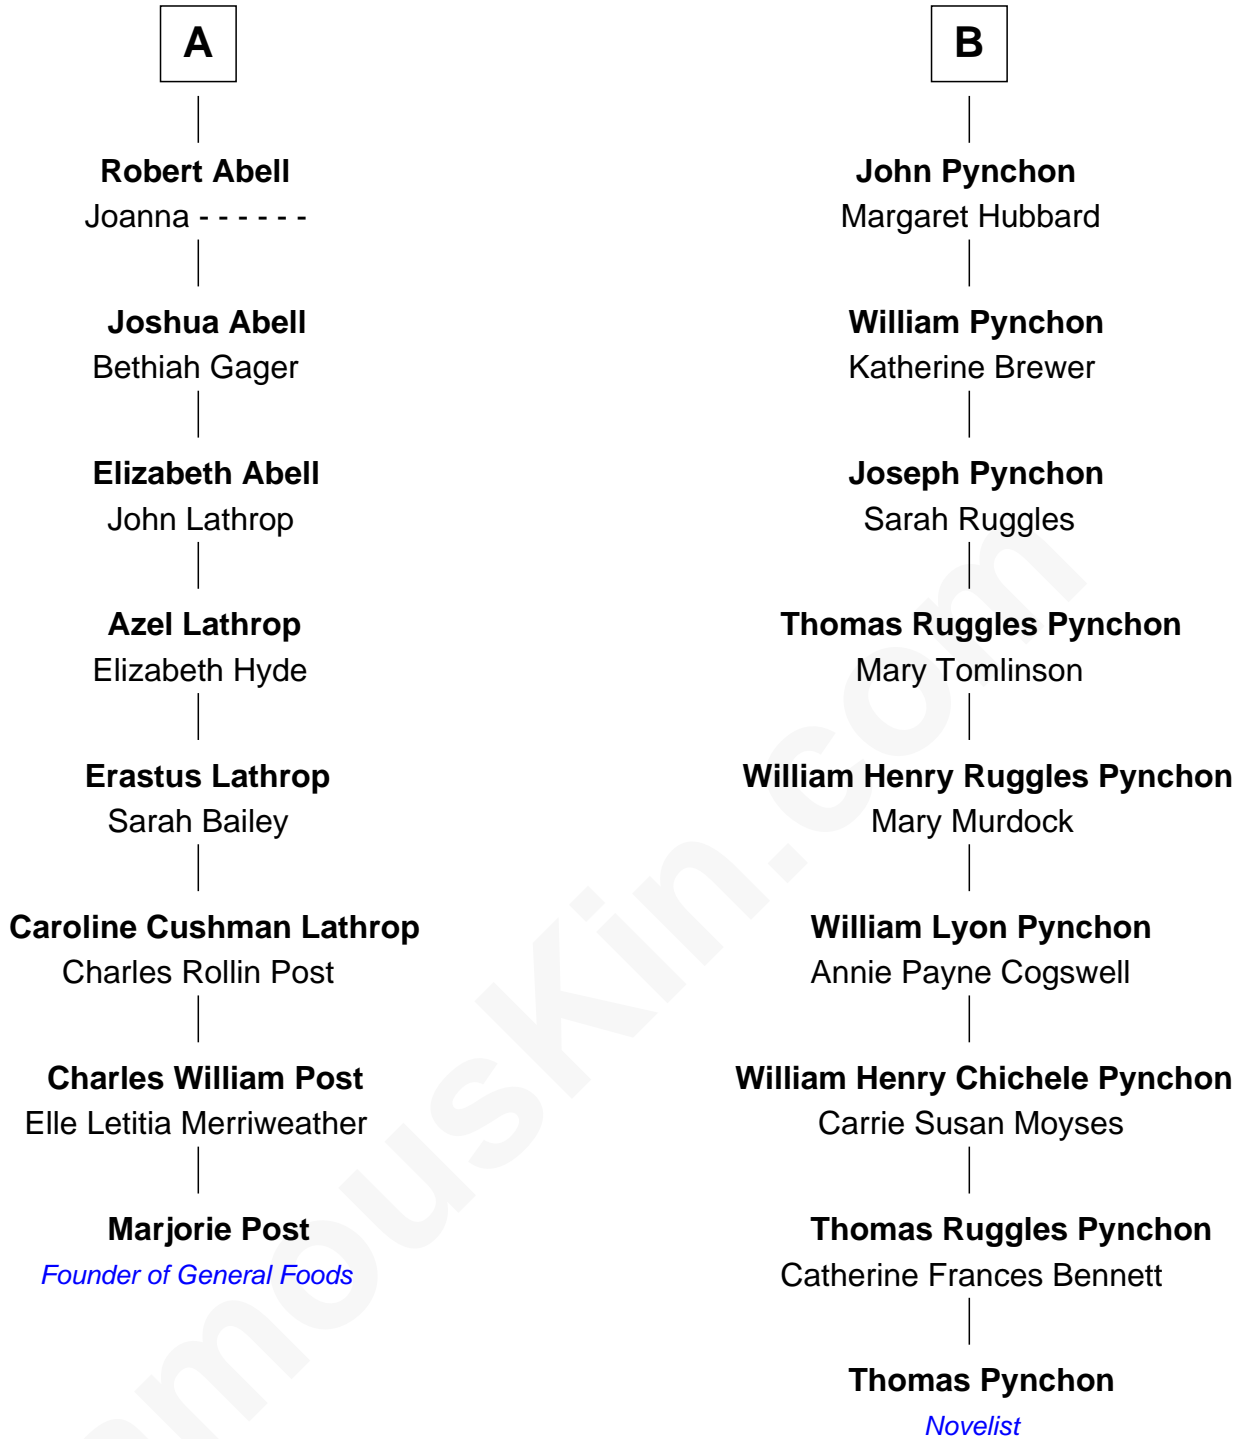 A
Robert Abell
Joanna - - - - - -
Joshua Abell
Bethiah Gager
Elizabeth Abell
John Lathrop
Azel Lathrop
Elizabeth Hyde
Erastus Lathrop
Sarah Bailey
Caroline Cushman Lathrop
Charles Rollin Post
Charles William Post
Elle Letitia Merriweather
Marjorie Post
Founder of General Foods
B
John Pynchon
Margaret Hubbard
William Pynchon
Katherine Brewer
Joseph Pynchon
Sarah Ruggles
Thomas Ruggles Pynchon
Mary Tomlinson
William Henry Ruggles Pynchon
Mary Murdock
William Lyon Pynchon
Annie Payne Cogswell
William Henry Chichele Pynchon
Carrie Susan Moyses
Thomas Ruggles Pynchon
Catherine Frances Bennett
Thomas Pynchon
Novelist
amousKin.com